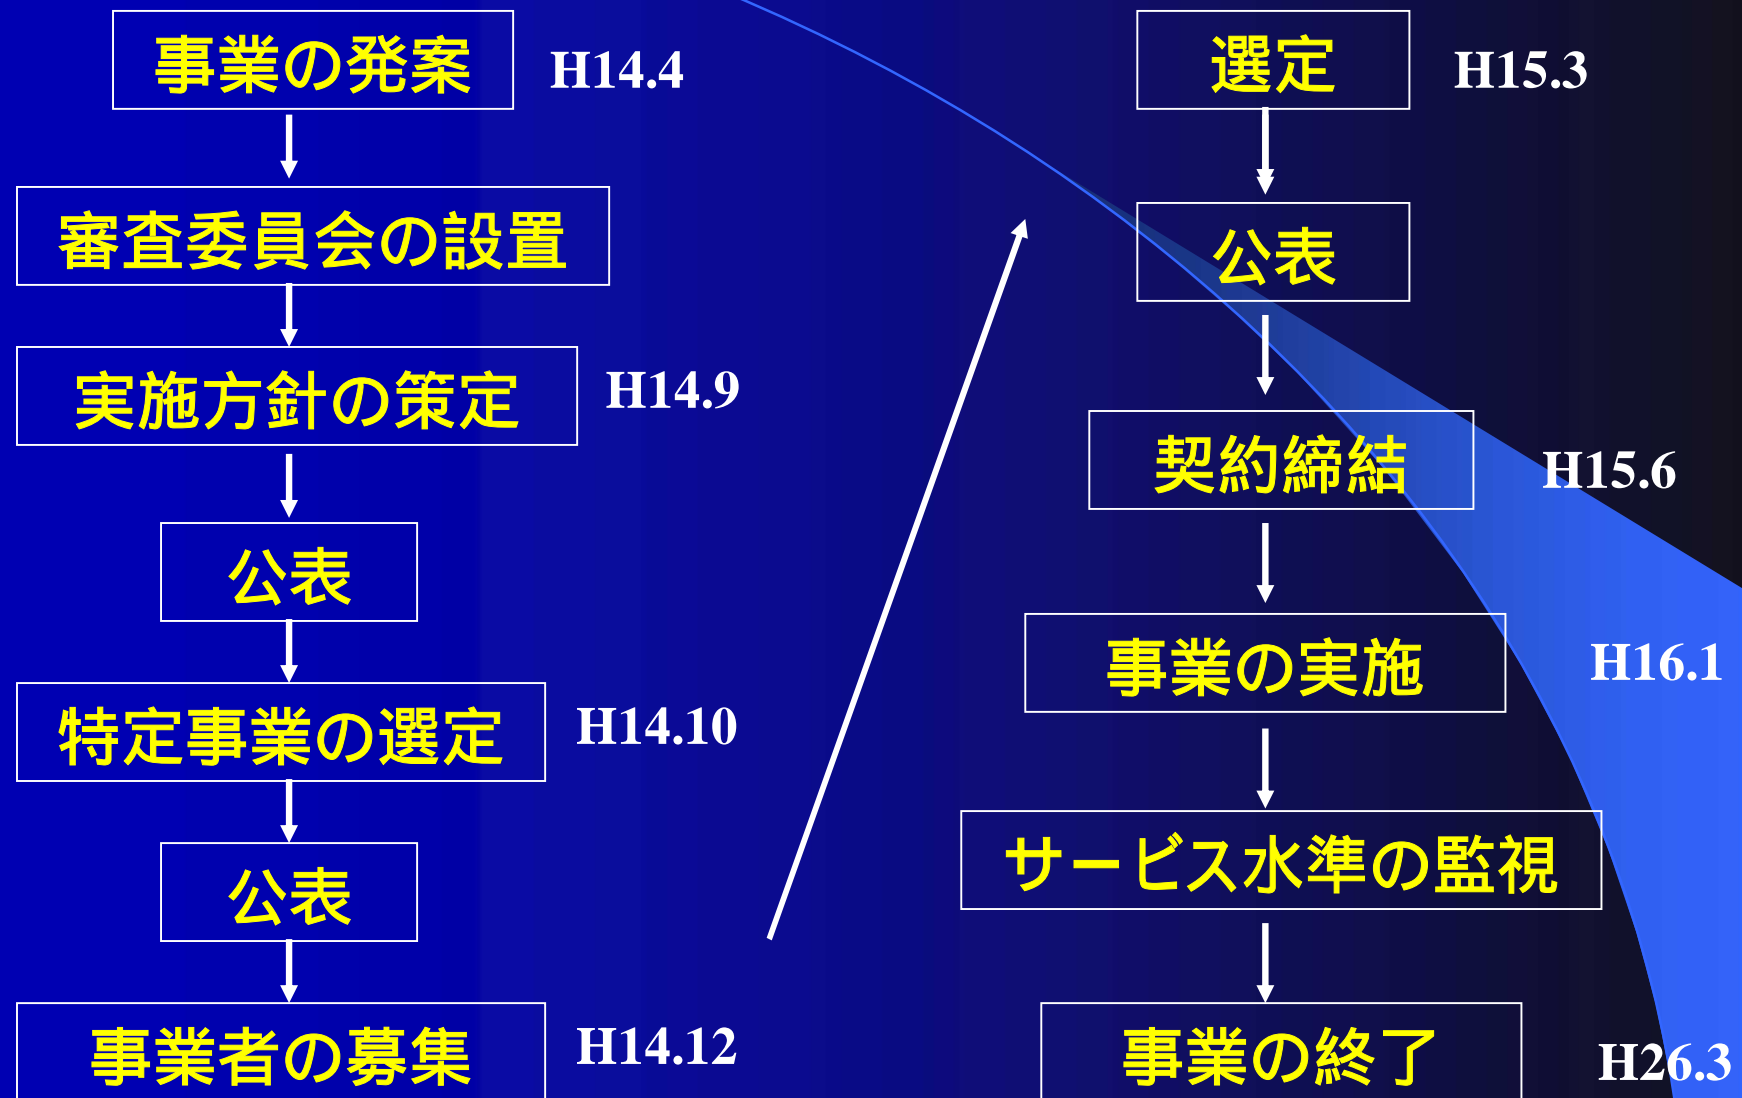 事業の発案 H14.4
審査委員会の設置
実施方針の策定 H14.9
公表
特定事業の選定 H14.10
公表
事業者の募集 H14.12
選定 H15.3
公表
契約締結 H15.6
事業の実施 H16.1
サービス水準の監視
事業の終了 H26.3